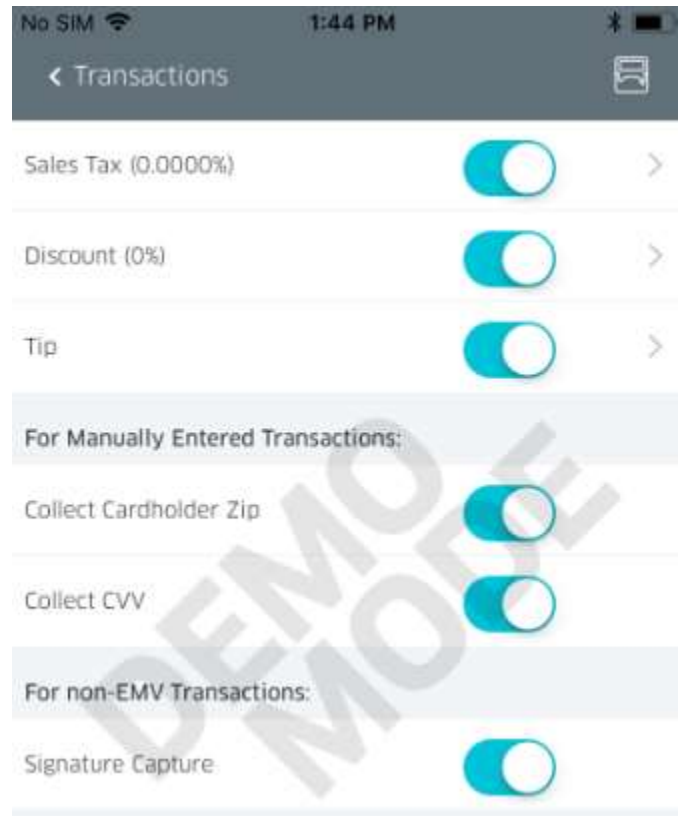 No SIM 1:44 PM
Transactions
Sales Tax (0.0000%)
Discount (0%)
Tip
For Manually Entered Transactions:
Collect Cardholder Zip
Collect CVV
For non-EMV Transactions:
Signature Capture
DEMO
MODE